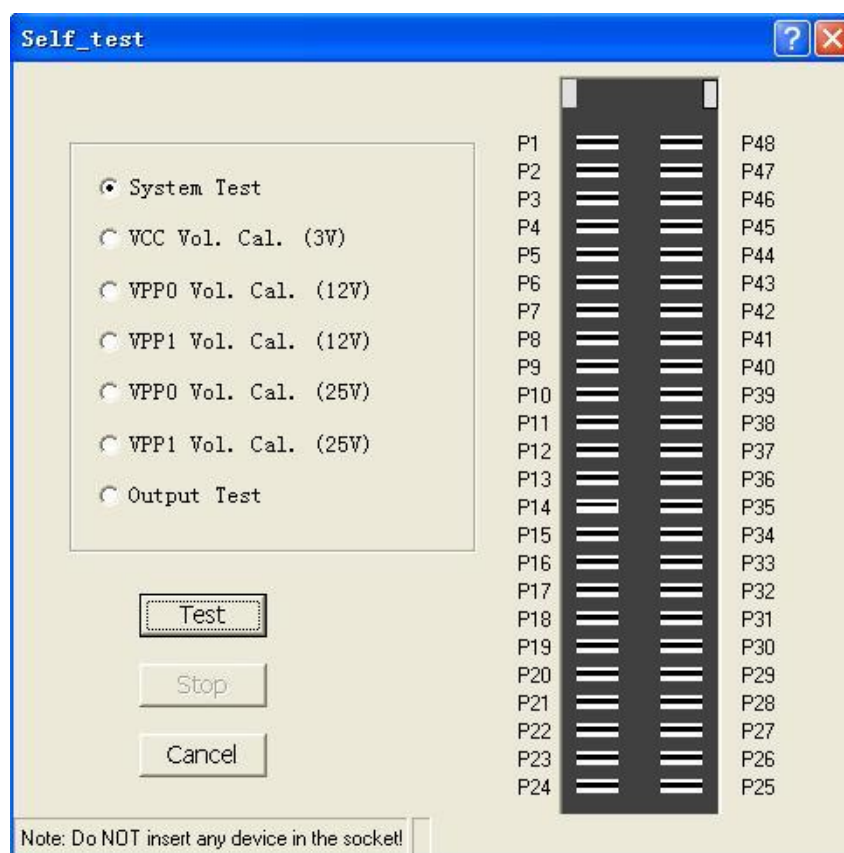 Self_test
System Test
VCC Vol. Cal. (3V)
VPP0 Vol. Cal. (12V)
VPP1 Vol. Cal. (12V)
VPP0 Vol. Cal. (25V)
VPP1 Vol. Cal. (25V)
Output Test
Test
Stop
Cancel
P1 P48
P2 P47
P3 P46
P4 P45
P5 P44
P6 P43
P7 P42
P8 P41
P9 P40
P10 P39
P11 P38
P12 P37
P13 P36
P14 P35
P15 P34
P16 P33
P17 P32
P18 P31
P19 P30
P20 P29
P21 P28
P22 P27
P23 P26
P24 P25
Note: Do NOT insert any device in the socket!